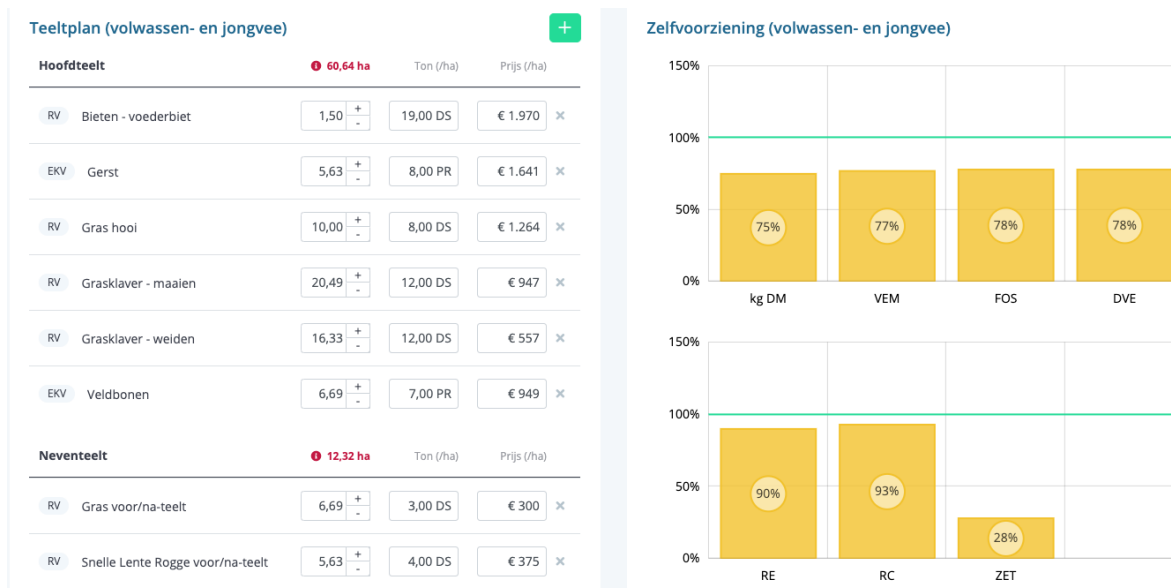 Teeltplan (volwassen- en jongvee)
+
Hoofdteelt 60,64 ha Ton (/ha) Prijs (/ha)
RV Bieten - voederbiet 1,50 + - 19,00 DS € 1.970 ×
EKV Gerst 5,63 + - 8,00 PR € 1.641 ×
RV Gras hooi 10,00 + - 8,00 DS € 1.264 ×
RV Grasklaver - maaien 20,49 + - 12,00 DS € 947 ×
RV Grasklaver - weiden 16,33 + - 12,00 DS € 557 ×
EKV Veldbonen 6,69 + - 7,00 PR € 949 ×
Neventeelt 12,32 ha Ton (/ha) Prijs (/ha)
RV Gras voor/na-teelt 6,69 + - 3,00 DS € 300 ×
RV Snelle Lente Rogge voor/na-teelt 5,63 + - 4,00 DS € 375 ×
Zelfvoorziening (volwassen- en jongvee)
150%
100%
50%
0%
75% 77% 78% 78%
kg DM VEM FOS DVE
150%
100%
50%
0%
90% 93% 28%
RE RC ZET